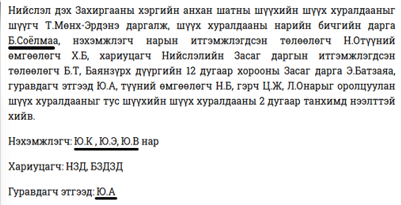 Нийслэл дэх Захиргааны хэргийн анхан шатны шүүхийн шүүх хуралдааныг
шүүгч Т.Мөнх-Эрдэнэ даргалж, шүүх хуралдааны нарийн бичгийн дарга
Б.Соёлмаа, нэхэмжлэгч нарын итгэмжлэгдсэн төлөөлөгч Н.Отүүний
өмгөөлөгч Х.Б, хариуцагч Нийслэлийн Засаг даргын итгэмжлэгдсэн
төлөөлөгч Б.Т, Баянзүрх дүүргийн 12 дугаар хорооны Засаг дарга Э.Батзаяа,
гуравдагч этгээд Ю.А, түүний өмгөөлөгч Н.Б, гэрч Ц.Ж, Л.Онарыг оролцуулан
шүүх хуралдааныг тус шүүхийн шүүх хуралдааны 2 дугаар танхимд нээлттэй
хийв.
Нэхэмжлэгч: Ю.К , Ю.Э, Ю.В нар
Хариуцагч: НЗД, БЗДЗД
Гуравдагч этгээд: Ю.А